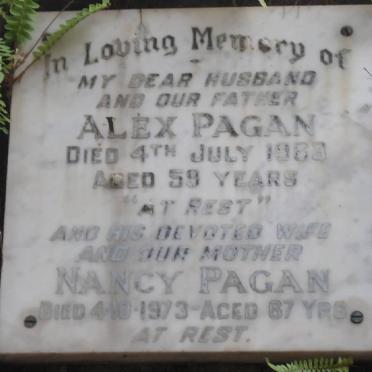 In Loving Memory of
MY DEAR HUSBAND
AND OUR FATHER
ALEX PAGAN
DIED 4TH JULY 1963
AGED 59 YEARS
"AT REST"
AND HIS DEVOTED WIFE
AND OUR MOTHER
NANCY PAGAN
DIED 4-10-1973-AGED 67 YRS
AT REST.